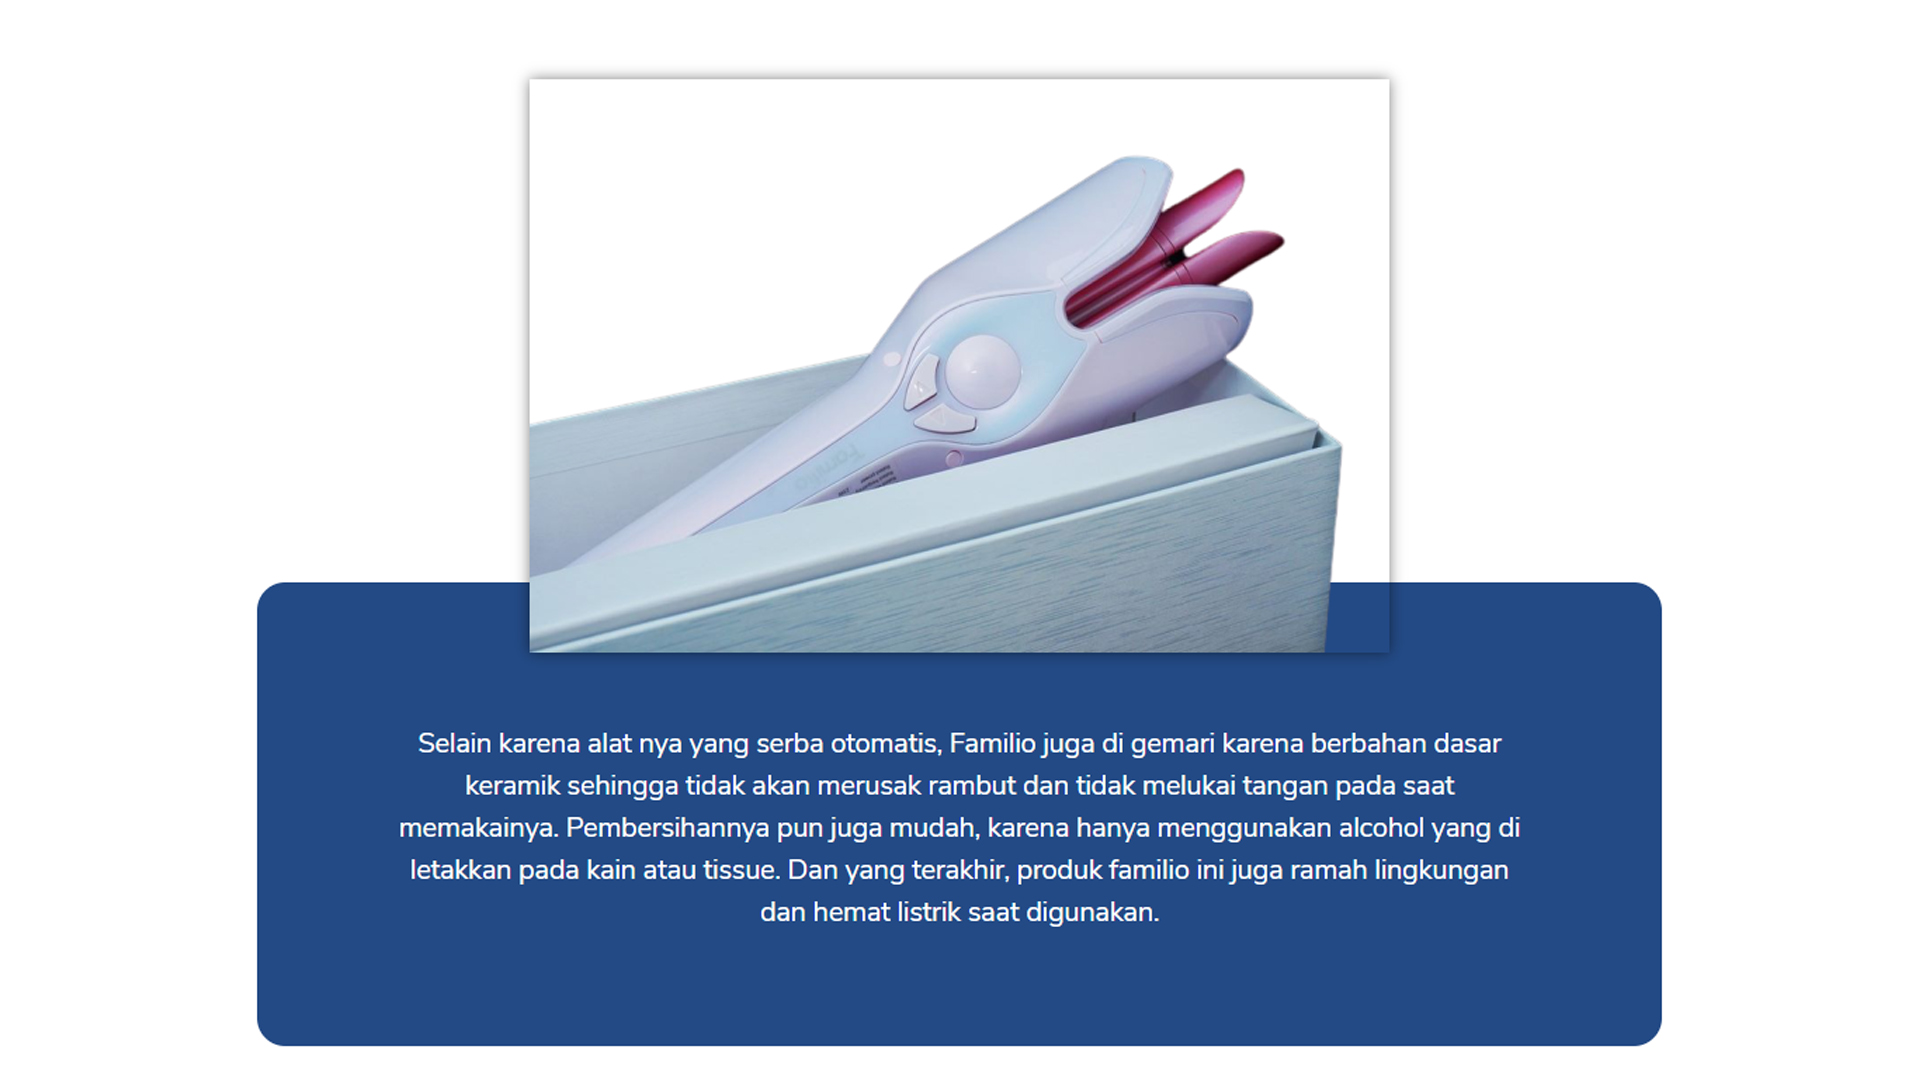 Selain karena alat nya yang serba otomatis, Familio juga di gemari karena berbahan dasar
keramik sehingga tidak akan merusak rambut dan tidak melukai tangan pada saat
memakainya. Pembersihannya pun juga mudah, karena hanya menggunakan alcohol yang di
letakkan pada kain atau tissue. Dan yang terakhir, produk familio ini juga ramah lingkungan
dan hemat listrik saat digunakan.